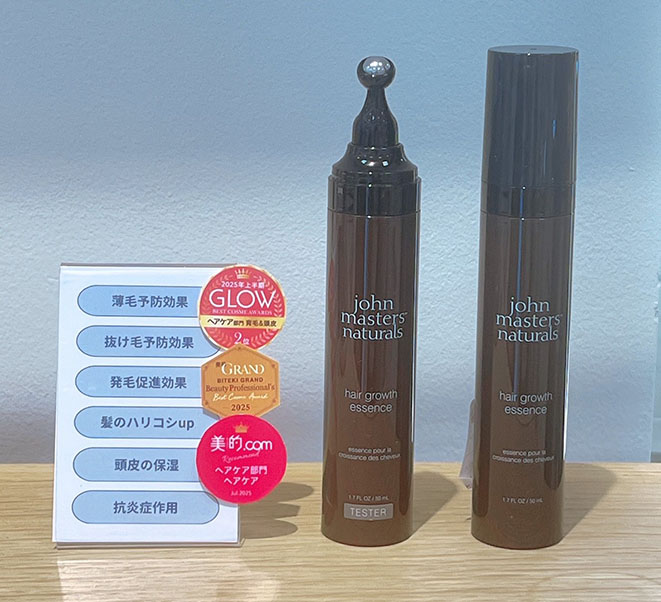 薄毛予防効果
抜け毛予防効果
発毛促進効果
髪のハリコシup
頭皮の保湿
抗炎症作用
2025年上半期
GLOW
BEST COSME AWARDS
ヘアケア部門 育毛&頭皮
2位
GRAND
BITEKI GRAND
Beauty Professional's
Best Cosme Award
2025
美的.com
Recommend
ヘアケア部門
ヘアケア
Jul 2025
john
masters™
naturals
hair growth
essence
essence pour la
croissance des cheveux
1.7 FL OZ / 50 mL
TESTER
john
masters™
naturals
hair growth
essence
essence pour la
croissance des cheveux
1.7 FL OZ / 50 mL